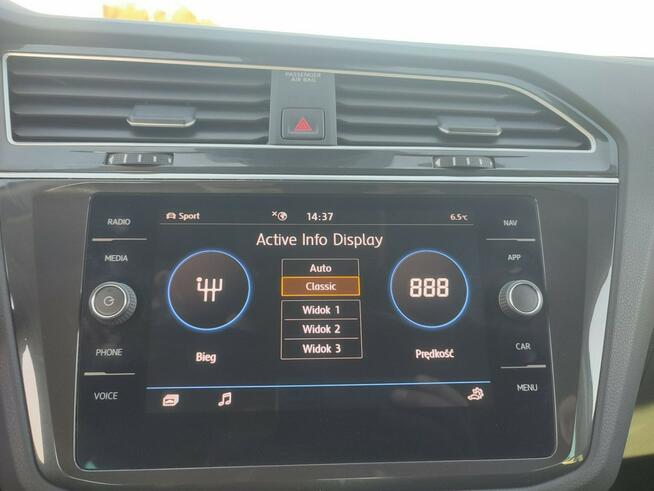 PASSENGER
AIR BAG
RADIO
MEDIA
PHONE
VOICE
Sport
14:37
6.5°C
Active Info Display
Auto
Classic
Widok 1
Widok 2
Widok 3
Bieg
888
Prędkość
NAV
APP
CAR
MENU